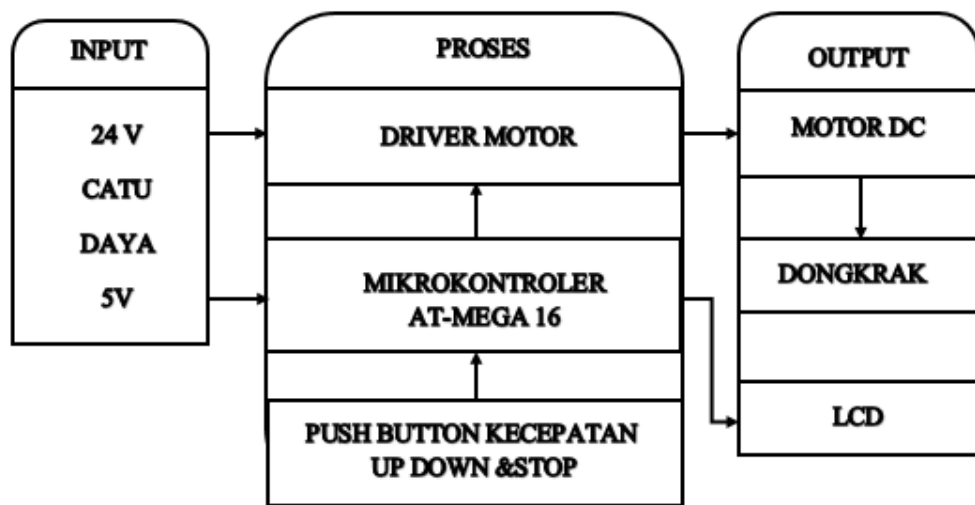 INPUT
24 V
CATU
DAYA
5V
PROSES
DRIVER MOTOR
MIKROKONTROLER
AT-MEGA 16
PUSH BUTTON KECEPATAN
UP DOWN &STOP
OUTPUT
MOTOR DC
DONGKRAK
LCD